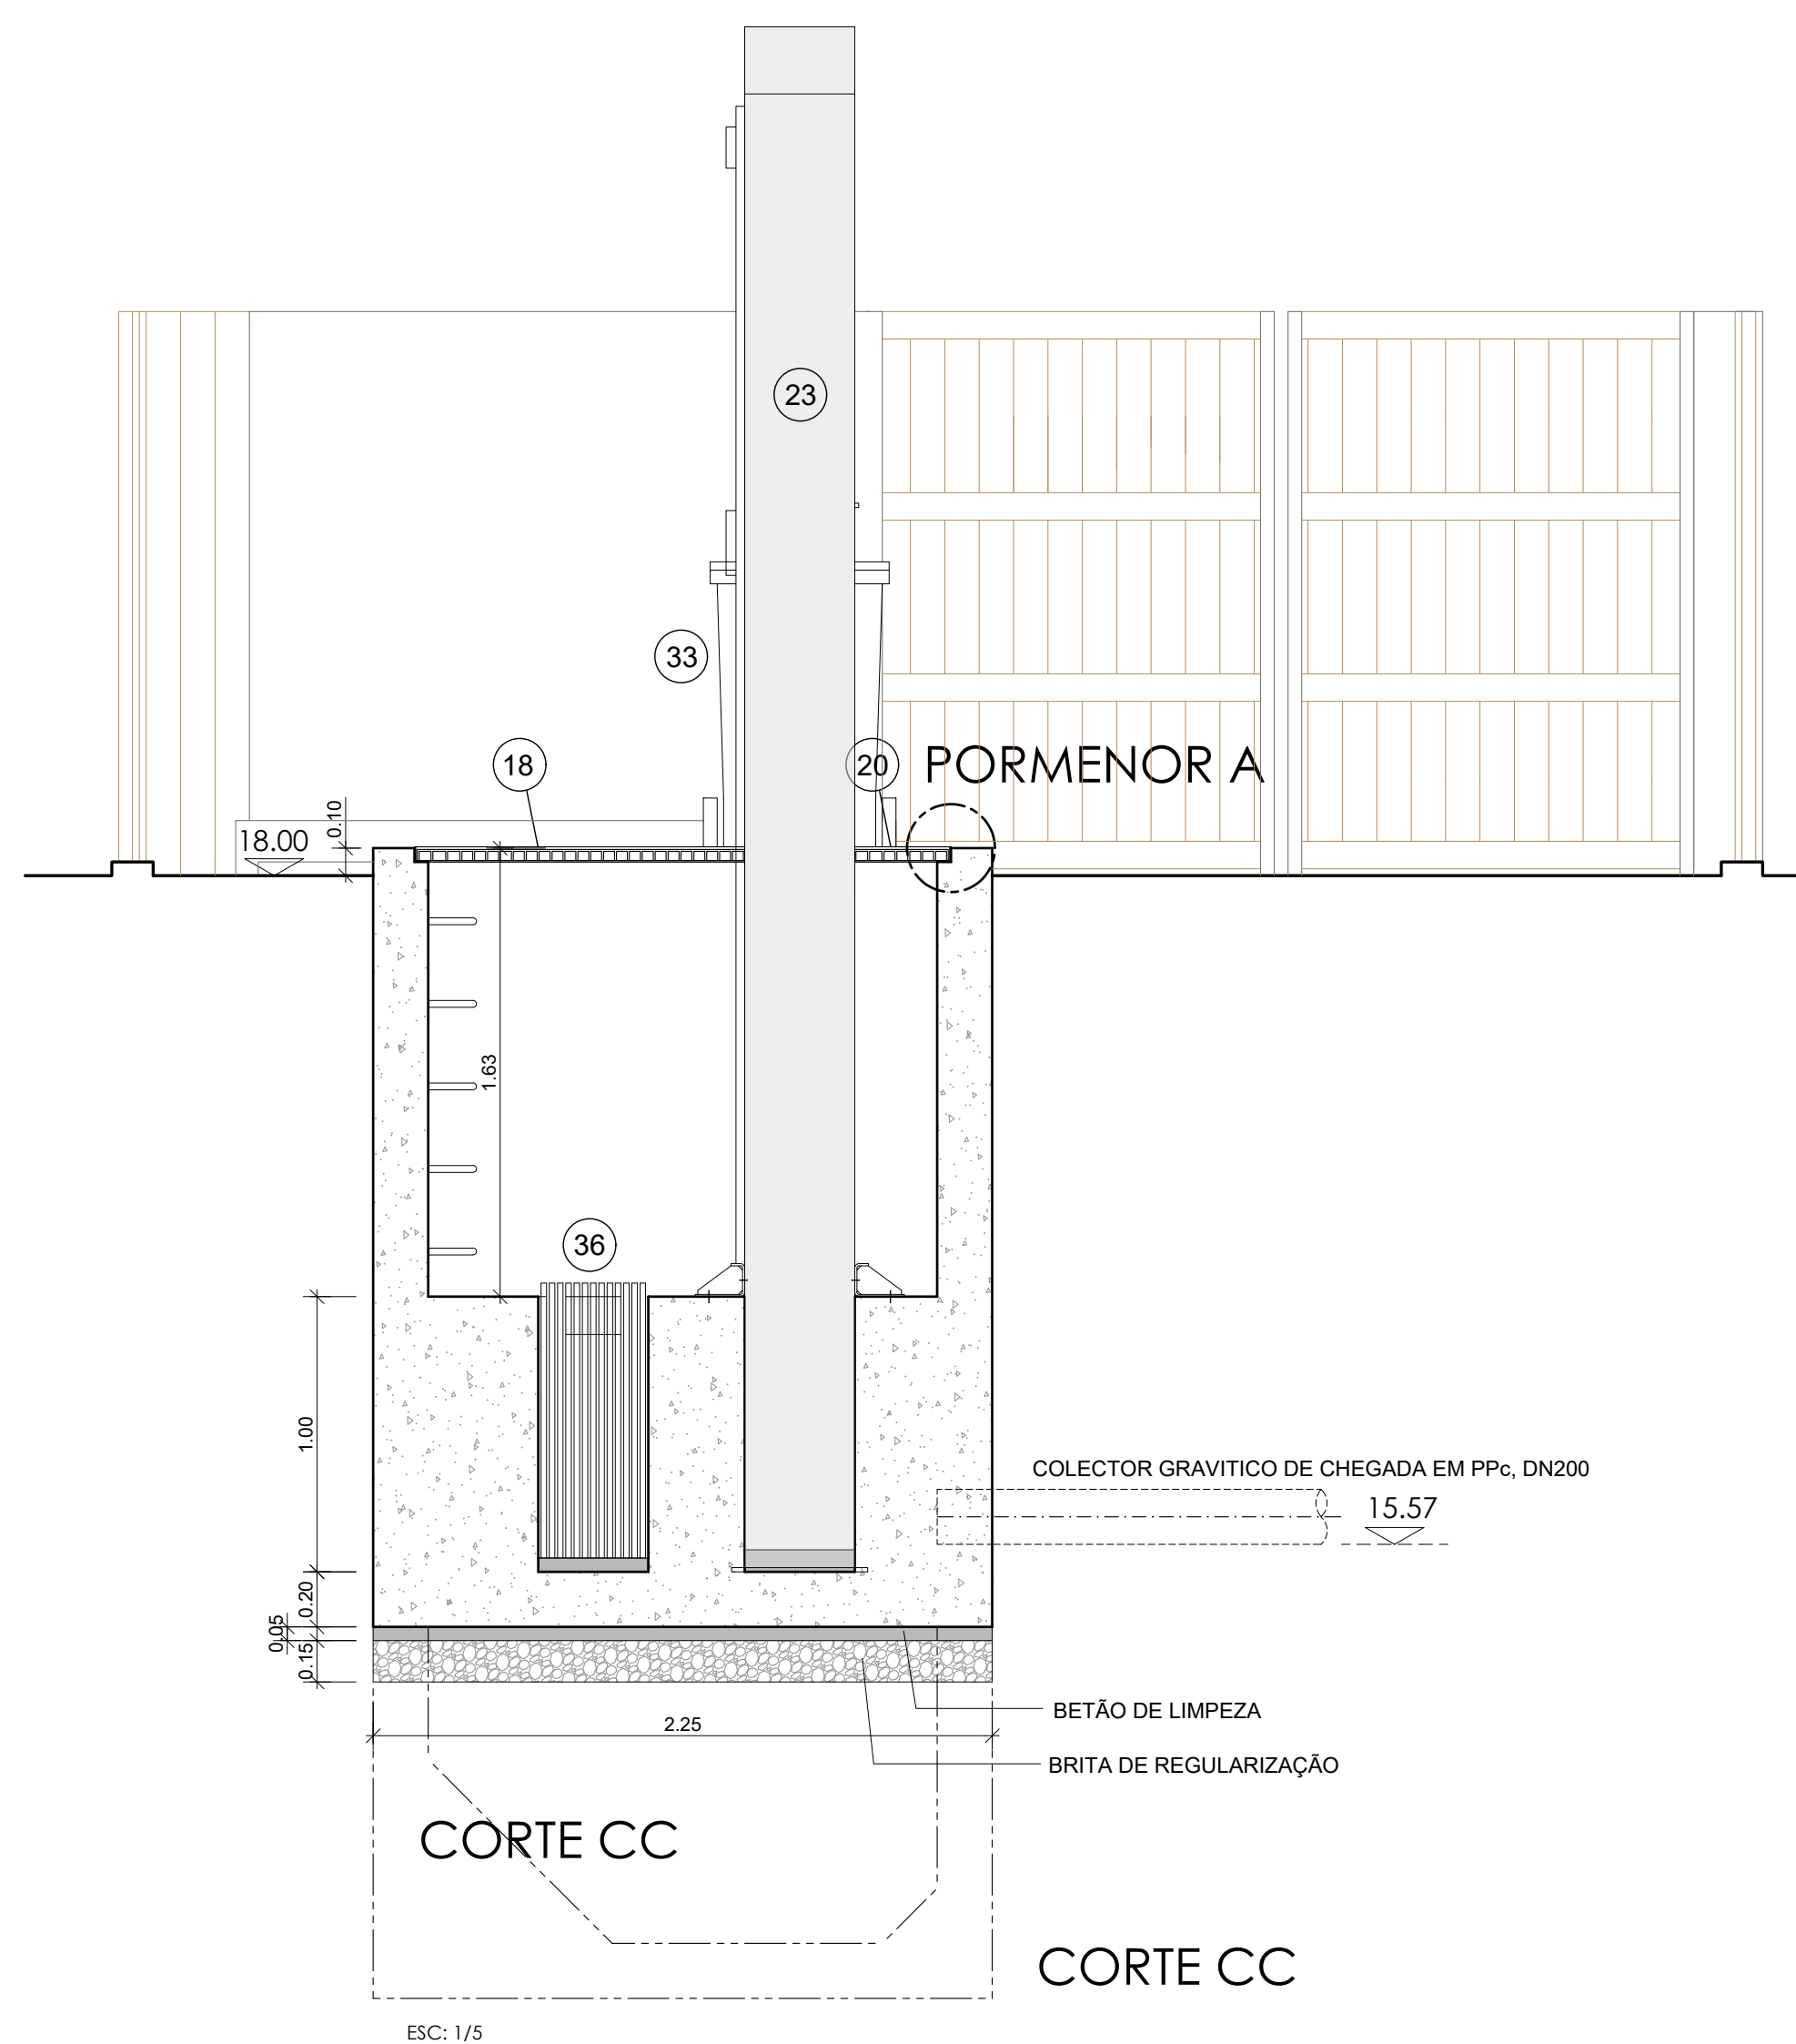 23
33
18
20
PORMENOR A
0.10
18.00
1.63
36
1.00
COLECTOR GRAVITICO DE CHEGADA EM PPc, DN200
15.57
0.20
0.05
0.15
BETÃO DE LIMPEZA
2.25
BRITA DE REGULARIZAÇÃO
CORTE CC
CORTE CC
ESC: 1/5